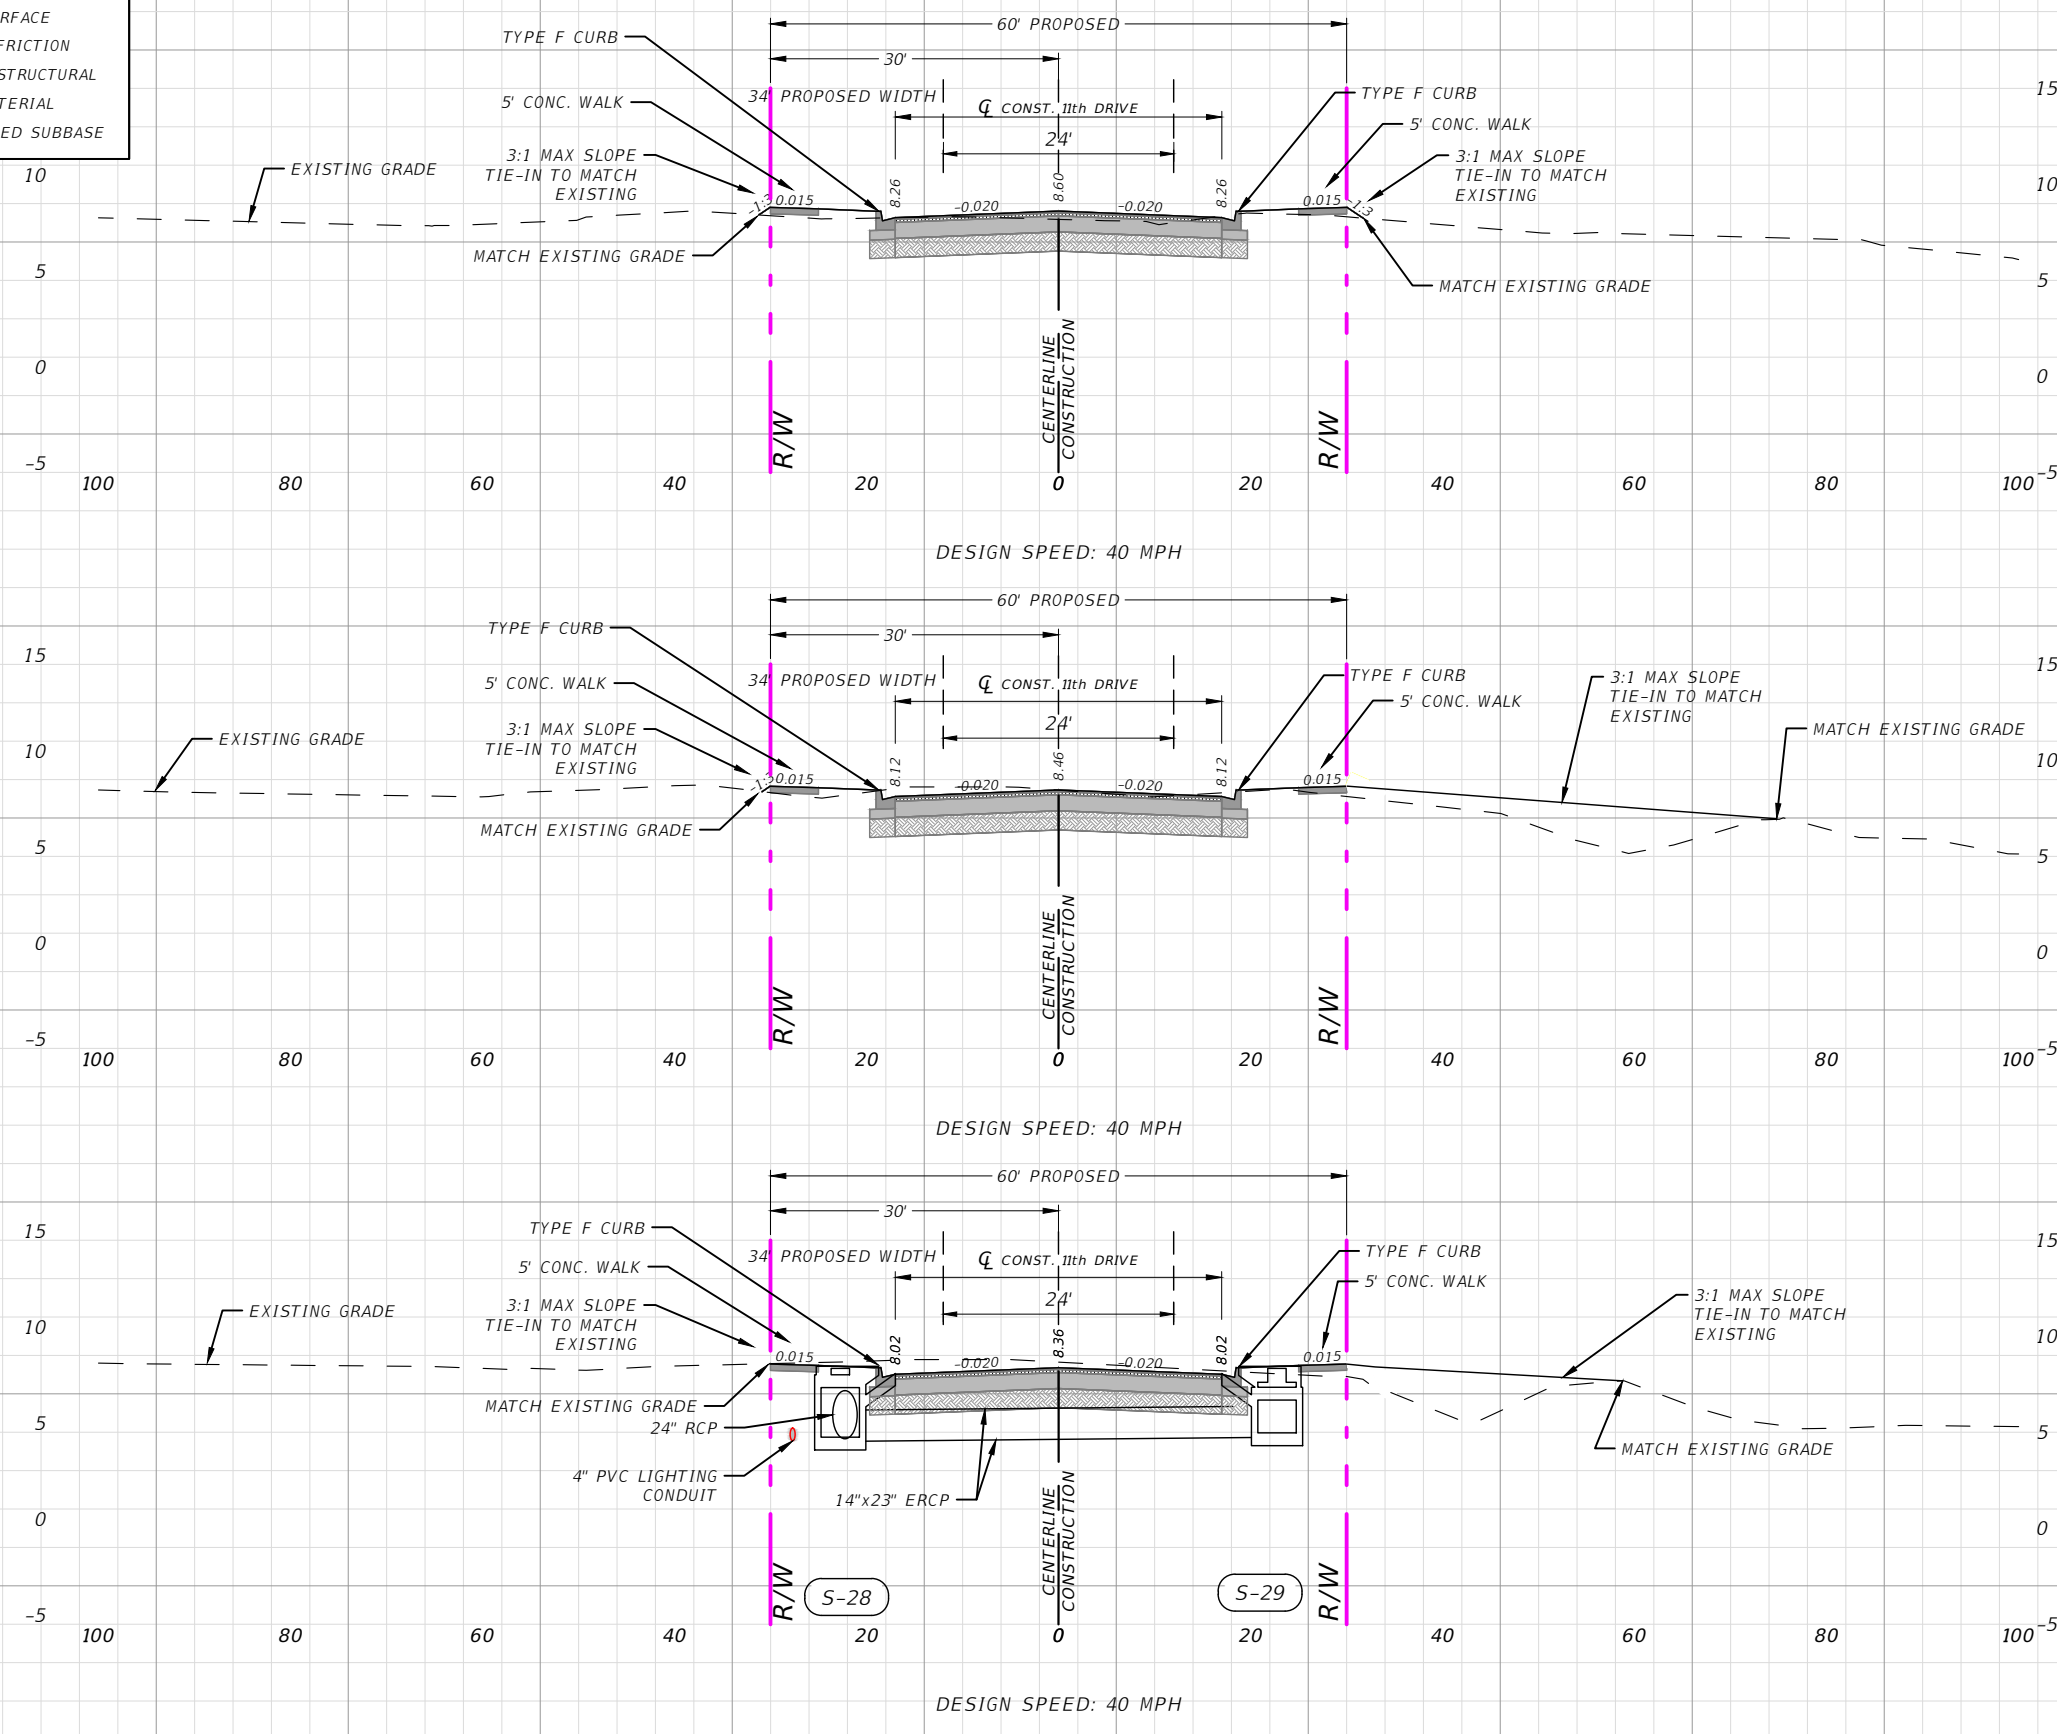 RFACE
FRICTION
STRUCTURAL
TERIAL
ED SUBBASE
60' PROPOSED
30'
TYPE F CURB
5' CONC. WALK
34' PROPOSED WIDTH
℄ CONST. 11th DRIVE
24'
TYPE F CURB
5' CONC. WALK
3:1 MAX SLOPE
TIE-IN TO MATCH
EXISTING
3:1 MAX SLOPE
TIE-IN TO MATCH
EXISTING
EXISTING GRADE
8.26
8.60
8.26
0.015
-0.020
-0.020
0.015
-1:3
MATCH EXISTING GRADE
MATCH EXISTING GRADE
15
10
10
5
5
0
0
-5
-5
CENTERLINE
CONSTRUCTION
R/W
R/W
100 80 60 40 20 0 20 40 60 80 100
DESIGN SPEED: 40 MPH
60' PROPOSED
30'
TYPE F CURB
5' CONC. WALK
34' PROPOSED WIDTH
℄ CONST. 11th DRIVE
24'
TYPE F CURB
5' CONC. WALK
3:1 MAX SLOPE
TIE-IN TO MATCH
EXISTING
3:1 MAX SLOPE
TIE-IN TO MATCH
EXISTING
EXISTING GRADE
MATCH EXISTING GRADE
8.12
8.46
8.12
0.015
-0.020
-0.020
0.015
MATCH EXISTING GRADE
15
15
10
10
5
5
0
0
-5
-5
CENTERLINE
CONSTRUCTION
R/W
R/W
100 80 60 40 20 0 20 40 60 80 100
DESIGN SPEED: 40 MPH
60' PROPOSED
30'
TYPE F CURB
5' CONC. WALK
34' PROPOSED WIDTH
℄ CONST. 11th DRIVE
24'
TYPE F CURB
5' CONC. WALK
3:1 MAX SLOPE
TIE-IN TO MATCH
EXISTING
3:1 MAX SLOPE
TIE-IN TO MATCH
EXISTING
EXISTING GRADE
8.02
8.36
8.02
0.015
-0.020
-0.020
0.015
MATCH EXISTING GRADE
24" RCP
4" PVC LIGHTING
CONDUIT
14"x23" ERCP
MATCH EXISTING GRADE
15
15
10
10
5
5
0
0
-5
-5
CENTERLINE
CONSTRUCTION
R/W
S-28
S-29
R/W
100 80 60 40 20 0 20 40 60 80 100
DESIGN SPEED: 40 MPH